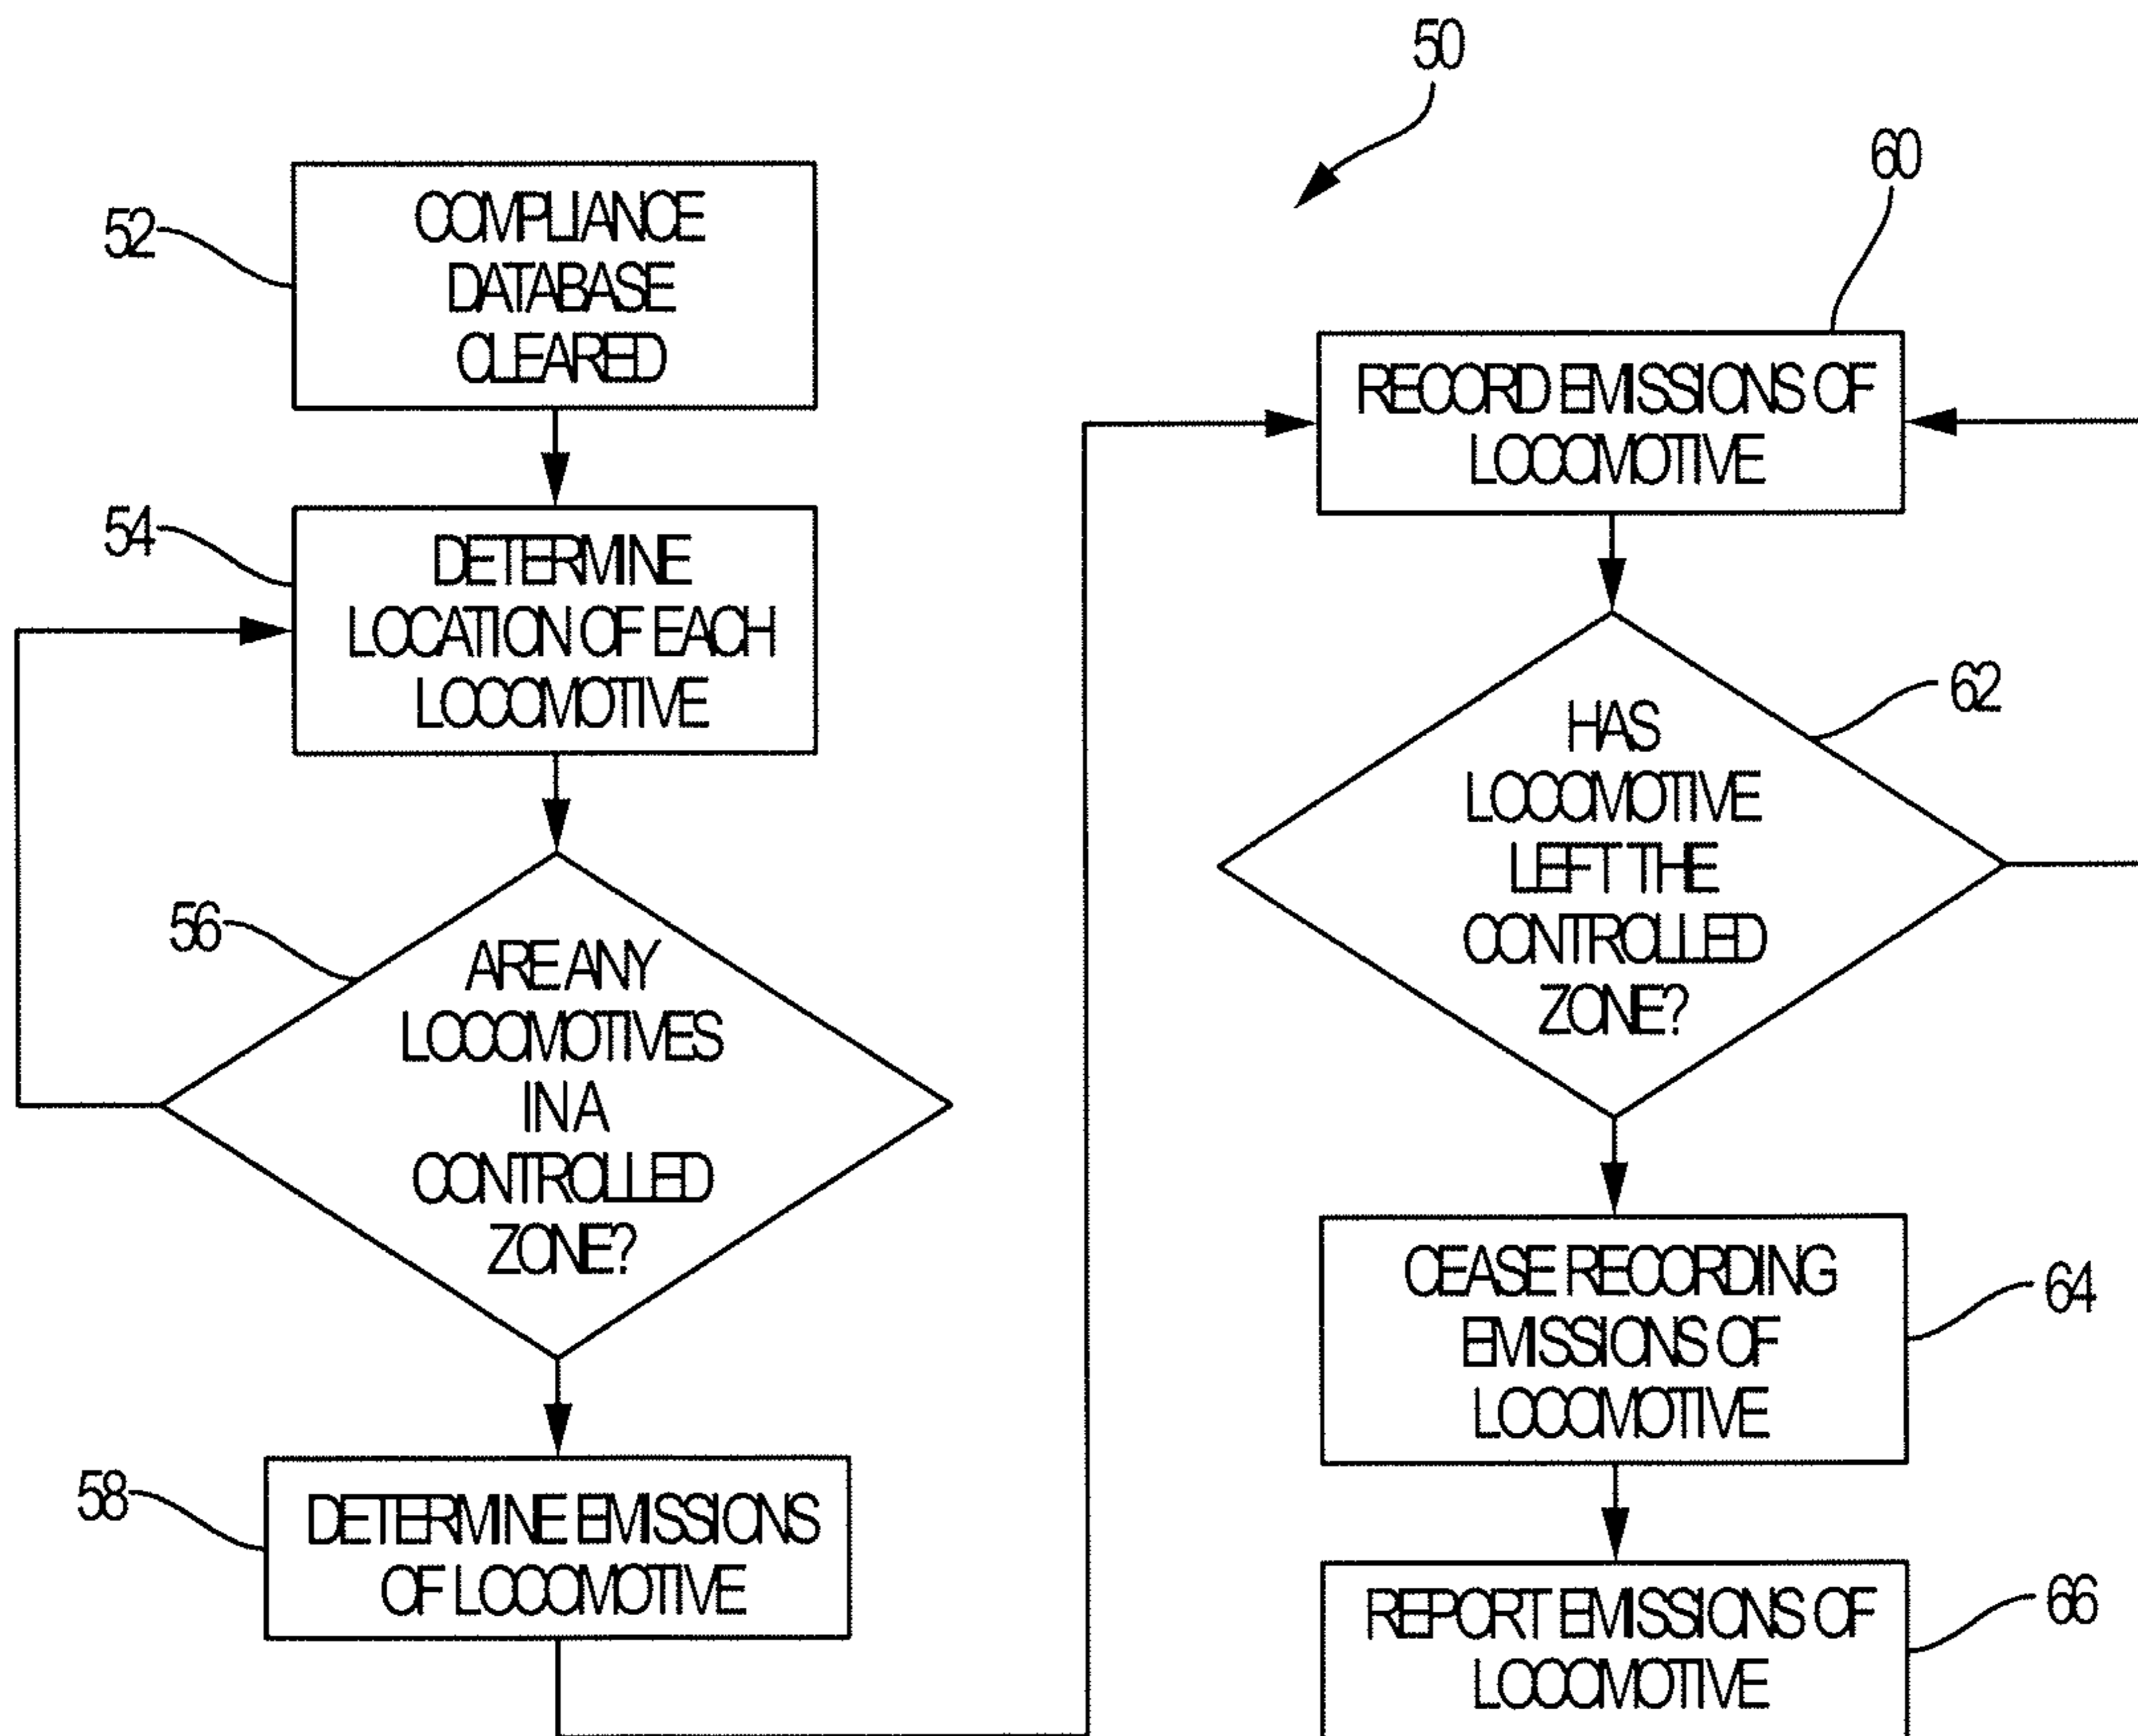 50
52
COMPLIANCE
DATABASE
CLEARED
54
DETERMINE
LOCATION OF EACH
LOCOMOTIVE
56
ARE ANY
LOCOMOTIVES
IN A
CONTROLLED
ZONE?
58
DETERMINE EMISSIONS
OF LOCOMOTIVE
60
RECORD EMISSIONS OF
LOCOMOTIVE
62
HAS
LOCOMOTIVE
LEFT THE
CONTROLLED
ZONE?
64
CEASE RECORDING
EMISSIONS OF
LOCOMOTIVE
66
REPORT EMISSIONS OF
LOCOMOTIVE